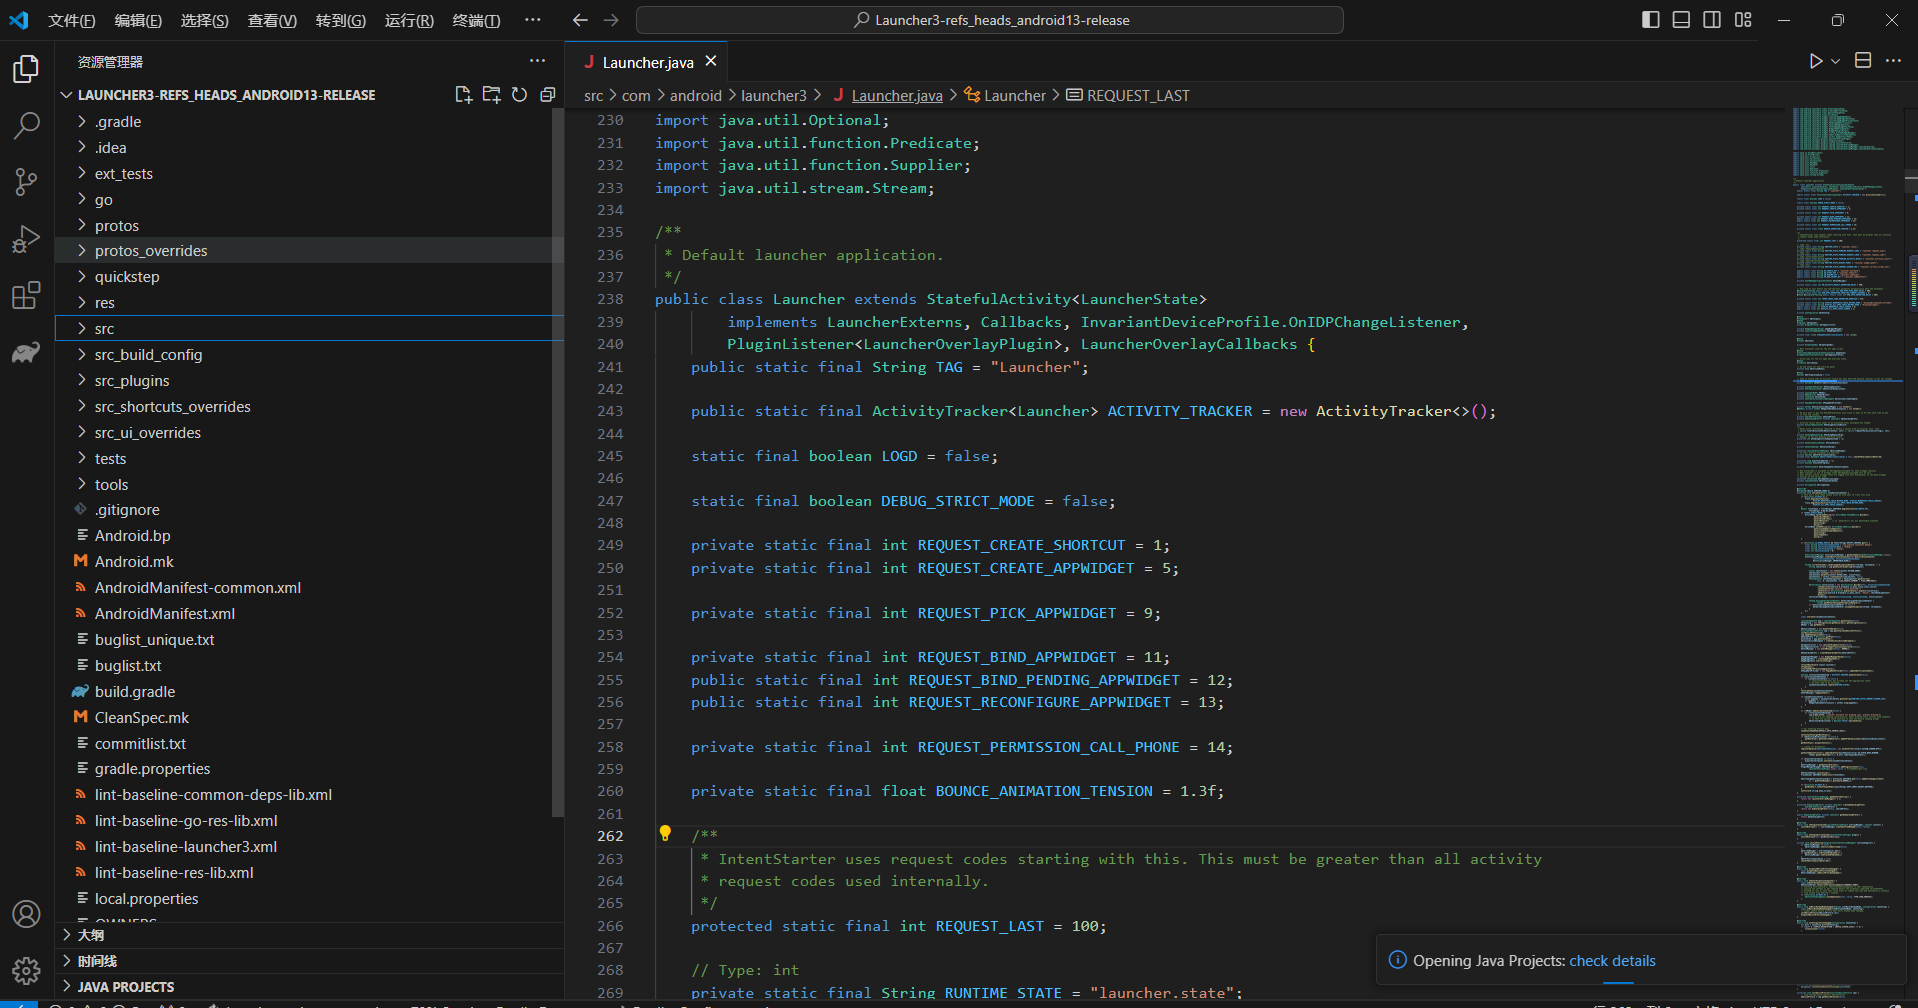 文件(F) 编辑(E) 选择(S) 查看(V) 转到(G) 运行(R) 终端(T) ··· Launcher3-refs_heads_android13-release
资源管理器
LAUNCHER3-REFS_HEADS_ANDROID13-RELEASE
.gradle
.idea
ext_tests
go
protos
protos_overrides
quickstep
res
src
src_build_config
src_plugins
src_shortcuts_overrides
src_ui_overrides
tests
tools
.gitignore
Android.bp
Android.mk
AndroidManifest-common.xml
AndroidManifest.xml
buglist_unique.txt
buglist.txt
build.gradle
CleanSpec.mk
commitlist.txt
gradle.properties
lint-baseline-common-deps-lib.xml
lint-baseline-go-res-lib.xml
lint-baseline-launcher3.xml
lint-baseline-res-lib.xml
local.properties
OWNERS
大纲
时间线
JAVA PROJECTS
J Launcher.java
src > com > android > launcher3 > J Launcher.java > Launcher > REQUEST_LAST
230 import java.util.Optional;
231 import java.util.function.Predicate;
232 import java.util.function.Supplier;
233 import java.util.stream.Stream;
234
235 /**
236 * Default launcher application.
237 */
238 public class Launcher extends StatefulActivity<LauncherState>
239 implements LauncherExterns, Callbacks, InvariantDeviceProfile.OnIDPChangeListener,
240 PluginListener<LauncherOverlayPlugin>, LauncherOverlayCallbacks {
241 public static final String TAG = "Launcher";
242
243 public static final ActivityTracker<Launcher> ACTIVITY_TRACKER = new ActivityTracker<>();
244
245 static final boolean LOGD = false;
246
247 static final boolean DEBUG_STRICT_MODE = false;
248
249 private static final int REQUEST_CREATE_SHORTCUT = 1;
250 private static final int REQUEST_CREATE_APPWIDGET = 5;
251
252 private static final int REQUEST_PICK_APPWIDGET = 9;
253
254 private static final int REQUEST_BIND_APPWIDGET = 11;
255 public static final int REQUEST_BIND_PENDING_APPWIDGET = 12;
256 public static final int REQUEST_RECONFIGURE_APPWIDGET = 13;
257
258 private static final int REQUEST_PERMISSION_CALL_PHONE = 14;
259
260 private static final float BOUNCE_ANIMATION_TENSION = 1.3f;
261
262 /**
263 * IntentStarter uses request codes starting with this. This must be greater than all activity
264 * request codes used internally.
265 */
266 protected static final int REQUEST_LAST = 100;
267
268 // Type: int
269 private static final String RUNTIME_STATE = "launcher.state";
Opening Java Projects: check details